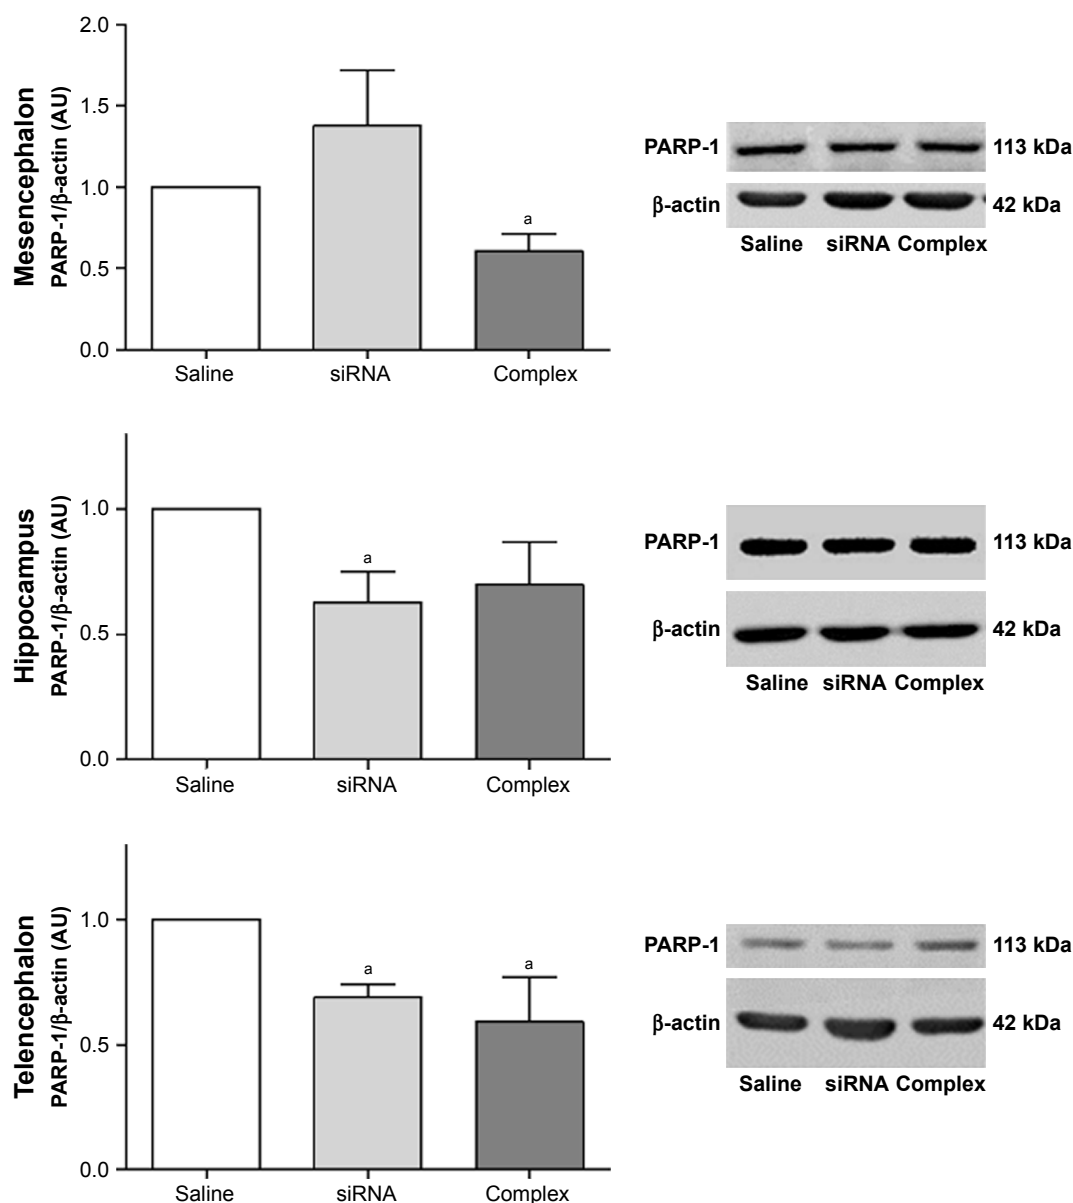 Mesencephalon
PARP-1/β-actin (AU)
2.0
1.5
1.0
0.5
0.0
a
Saline siRNA Complex
PARP-1 113 kDa
β-actin 42 kDa
Saline siRNA Complex
Hippocampus
PARP-1/β-actin (AU)
1.0
0.5
0.0
a
Saline siRNA Complex
PARP-1 113 kDa
β-actin 42 kDa
Saline siRNA Complex
Telencephalon
PARP-1/β-actin (AU)
1.0
0.5
0.0
a a
Saline siRNA Complex
PARP-1 113 kDa
β-actin 42 kDa
Saline siRNA Complex